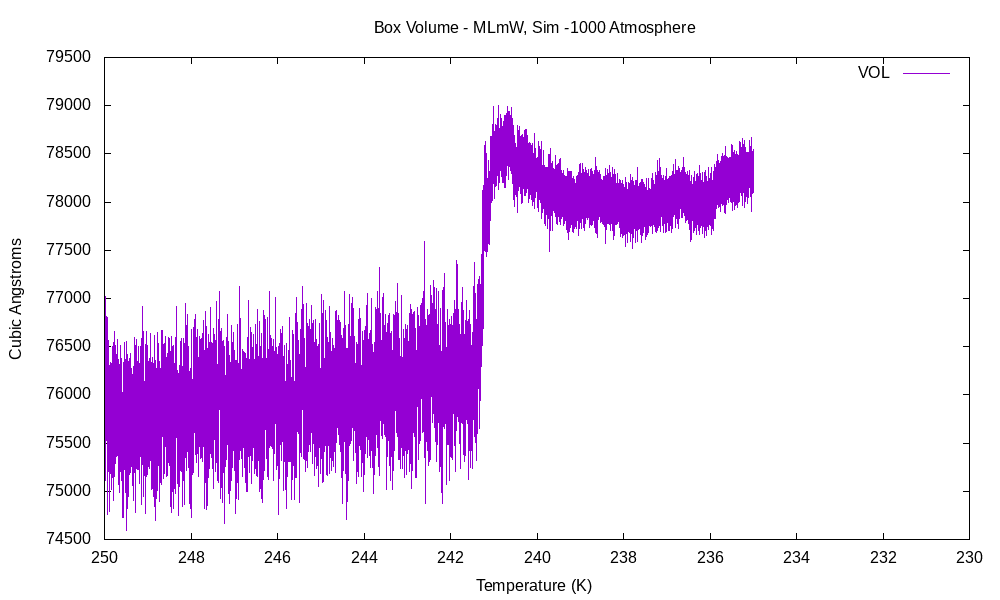 Box Volume - MLmW, Sim -1000 Atmosphere
VOL
79500
79000
78500
78000
77500
77000
76500
76000
75500
75000
74500
Cubic Angstroms
250 248 246 244 242 240 238 236 234 232 230
Temperature (K)